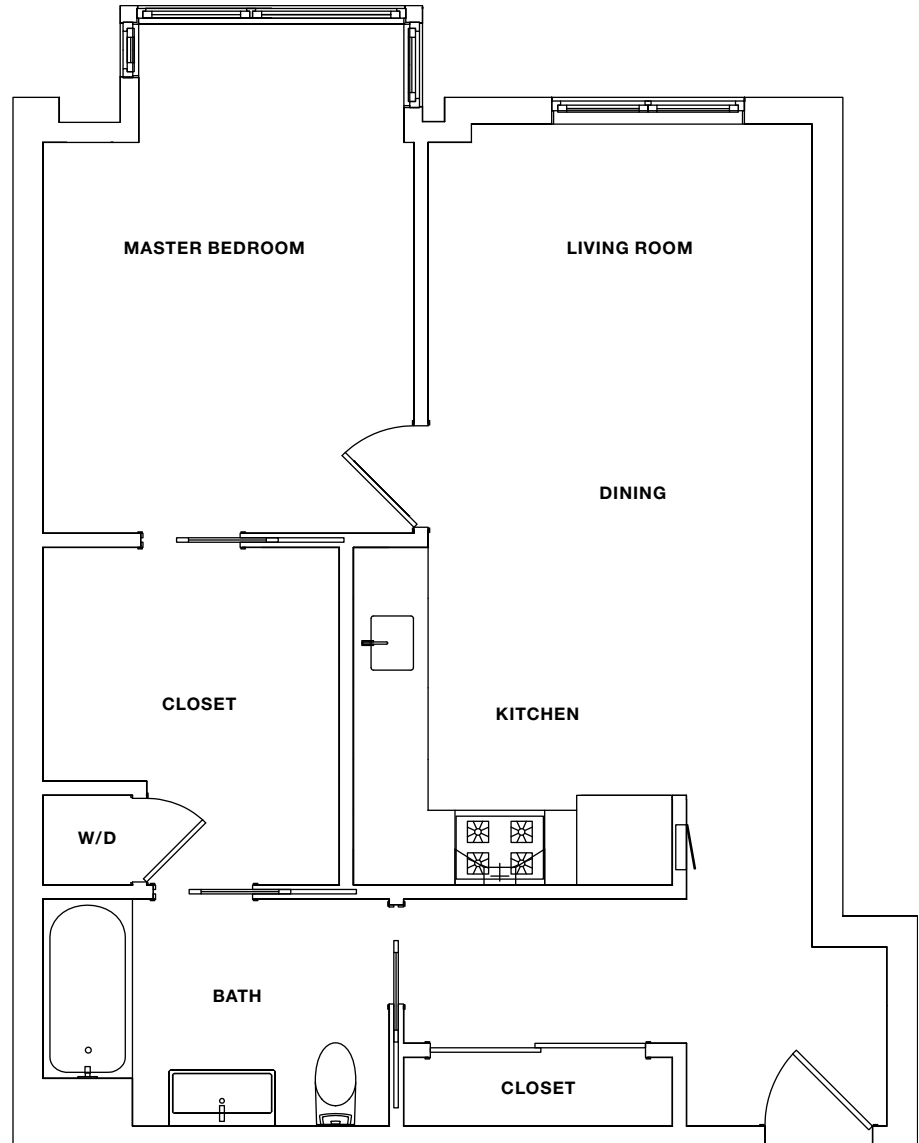 MASTER BEDROOM
LIVING ROOM
DINING
CLOSET
KITCHEN
W/D
BATH
CLOSET